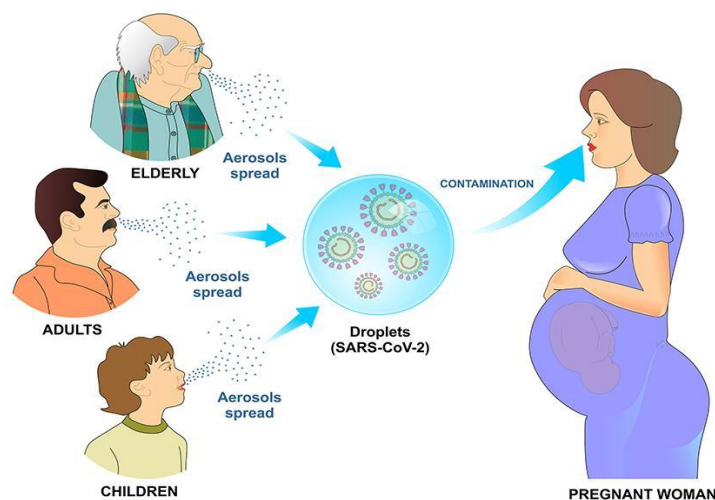 Aerosols
spread
ELDERLY
CONTAMINATION
Aerosols
spread
ADULTS
Droplets
(SARS-CoV-2)
Aerosols
spread
CHILDREN
PREGNANT WOMAN